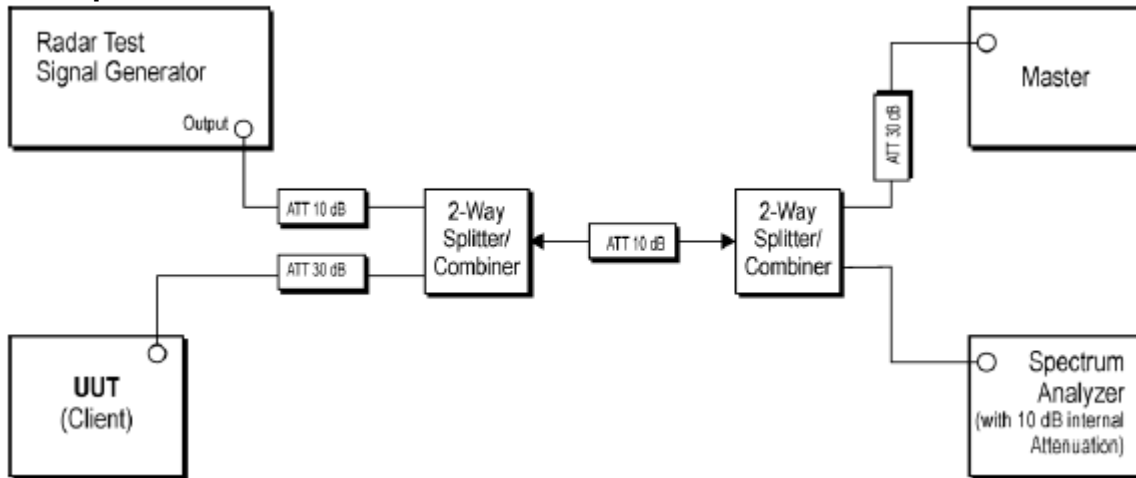 Radar Test
Signal Generator
Output
ATT 10 dB
ATT 30 dB
2-Way
Splitter/
Combiner
ATT 10 dB
2-Way
Splitter/
Combiner
ATT 30 dB
Master
UUT
(Client)
Spectrum
Analyzer
(with 10 dB internal
Attenuation)